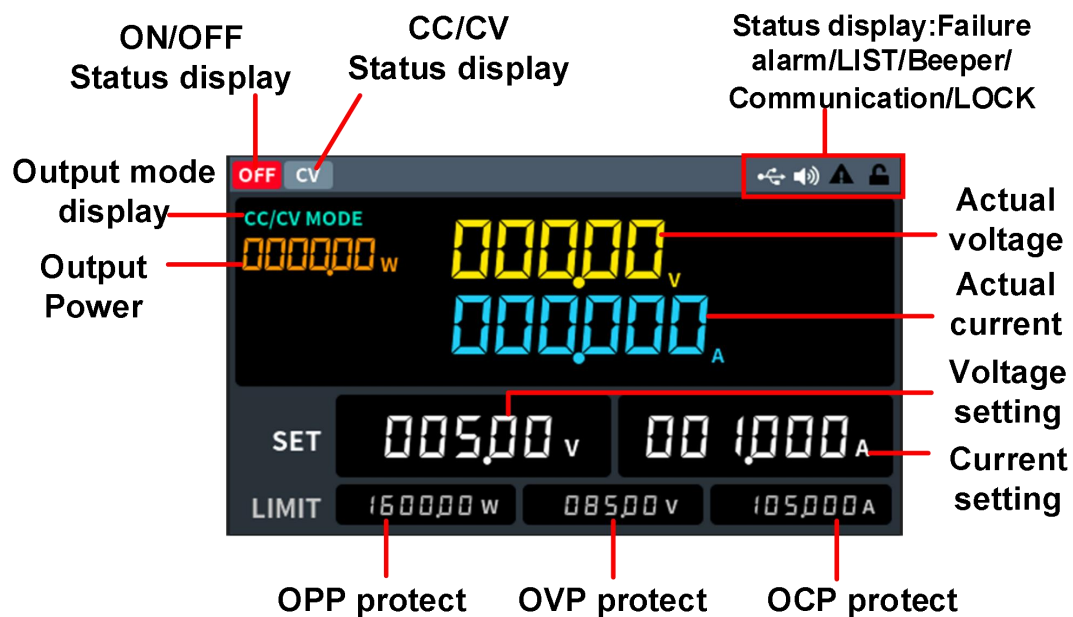 ON/OFF
Status display
CC/CV
Status display
Status display:Failure
alarm/LIST/Beeper/
Communication/LOCK
Output mode
display
Output
Power
OFF CV
CC/CV MODE
0000.00 W
000.00 V
000.000 A
SET 005.00 V 001.000 A
LIMIT 1600.00 W 085.00 V 105.000 A
Actual
voltage
Actual
current
Voltage
setting
Current
setting
OPP protect OVP protect OCP protect